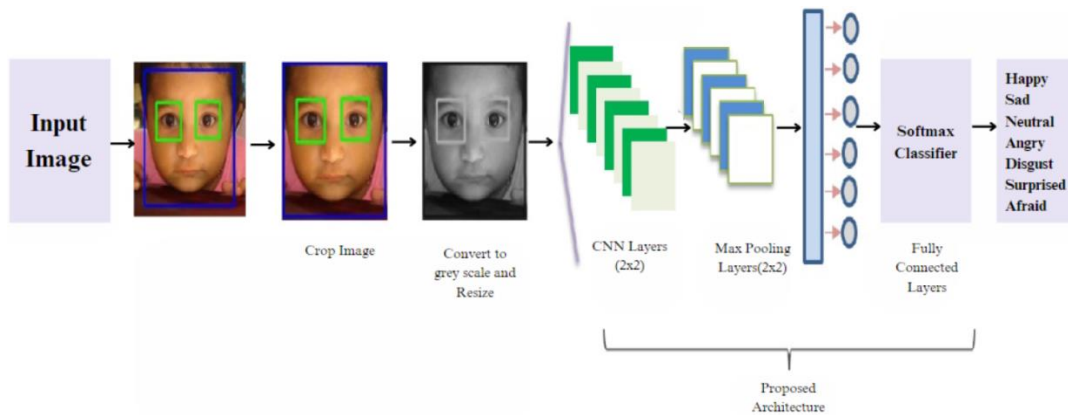 Input
Image
Crop Image
Convert to
grey scale and
Resize
CNN Layers
(2x2)
Max Pooling
Layers(2x2)
Softmax
Classifier
Fully
Connected
Layers
Happy
Sad
Neutral
Angry
Disgust
Surprised
Afraid
Proposed
Architecture